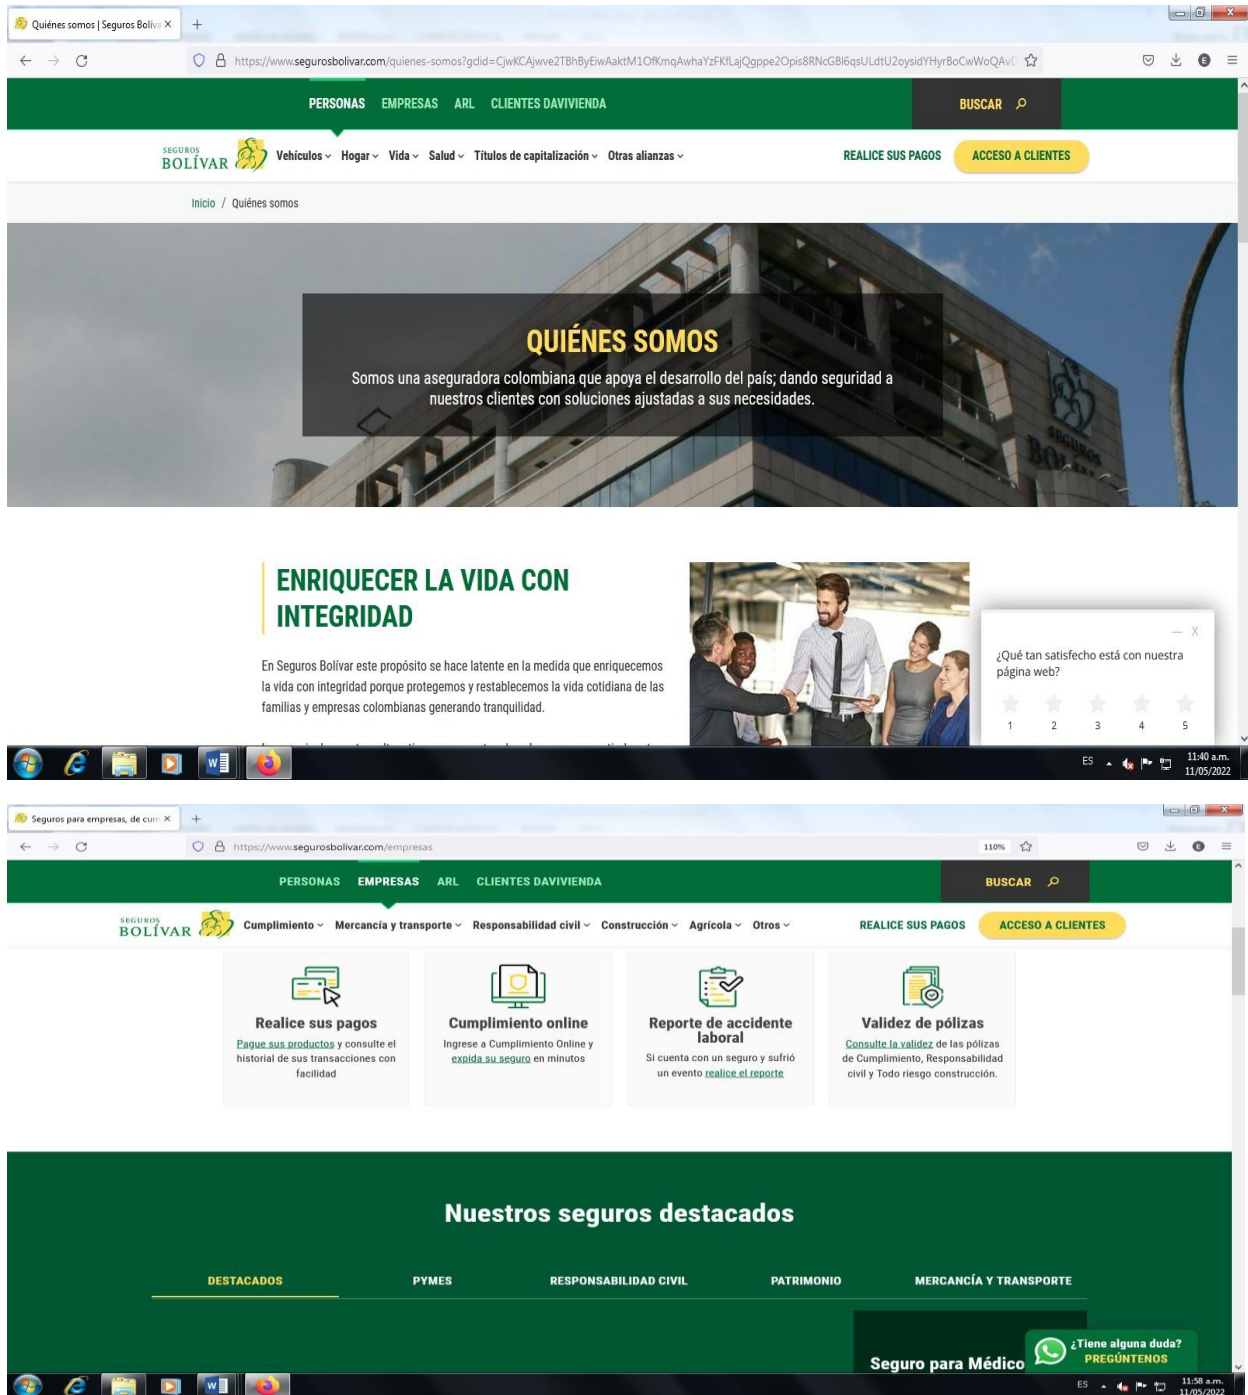 Quiénes somos | Seguros Bolíva
https://www.segurosbolivar.com/quienes-somos?gclid=
PERSONAS EMPRESAS ARL CLIENTES DAVIVIENDA
BUSCAR
SEGUROS
BOLÍVAR
Vehículos Hogar Vida Salud Títulos de capitalización Otras alianzas
REALICE SUS PAGOS ACCESO A CLIENTES
Inicio / Quiénes somos
QUIÉNES SOMOS
Somos una aseguradora colombiana que apoya el desarrollo del país; dando seguridad a
nuestros clientes con soluciones ajustadas a sus necesidades.
SEGUROS
ENRIQUECER LA VIDA CON
INTEGRIDAD
En Seguros Bolívar este propósito se hace latente en la medida que enriquecemos
la vida con integridad porque protegemos y restablecemos la vida cotidiana de las
familias y empresas colombianas generando tranquilidad.
¿Qué tan satisfecho está con nuestra
página web?
1 2 3 4 5
ES 11:40 a.m.
11/05/2022
Seguros para empresas, de cum
https://www.segurosbolivar.com/empresas
110%
PERSONAS EMPRESAS ARL CLIENTES DAVIVIENDA
BUSCAR
SEGUROS
BOLÍVAR
Cumplimiento Mercancía y transporte Responsabilidad civil Construcción Agrícola Otros
REALICE SUS PAGOS ACCESO A CLIENTES
Realice sus pagos
Pague sus productos y consulte el
historial de sus transacciones con
facilidad
Cumplimiento online
Ingrese a Cumplimiento Online y
expida su seguro en minutos
Reporte de accidente
laboral
Si cuenta con un seguro y sufrió
un evento realice el reporte
Validez de pólizas
Consulte la validez de las pólizas
de Cumplimiento, Responsabilidad
civil y Todo riesgo construcción.
Nuestros seguros destacados
DESTACADOS PYMES RESPONSABILIDAD CIVIL PATRIMONIO MERCANCÍA Y TRANSPORTE
Seguro para Médico
¿Tiene alguna duda?
PREGÚNTENOS
ES 11:58 a.m.
11/05/2022